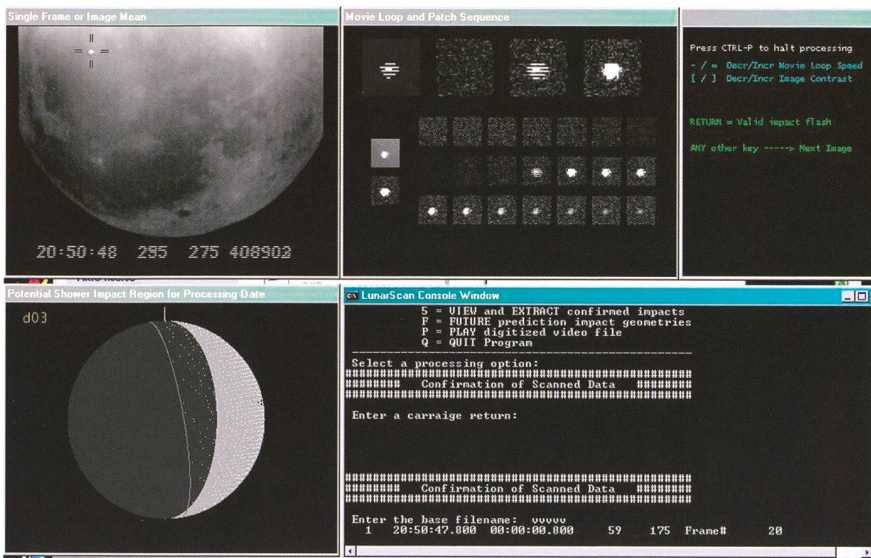 Single Frame or Image Mean
20:50:48 295 275 408902
Movie Loop and Patch Sequence
Press CTRL-P to halt processing
- / = Decr/Incr Movie Loop Speed
[ / ] Decr/Incr Image Contrast
RETURN = Valid impact flash
ANY other key -----> Next Image
Potential Shower Impact Region for Processing Date
d03
LunarScan Console Window
S = VIEW and EXTRACT confirmed impacts
F = FUTURE prediction impact geometries
P = PLAY digitized video file
Q = QUIT Program
Select a processing option:
######## Confirmation of Scanned Data #######
Enter a carraige return:
######## Confirmation of Scanned Data #######
Enter the base filename: vvvvv
1 20:50:47.800 00:00:00.800 59 175 Frame# 20